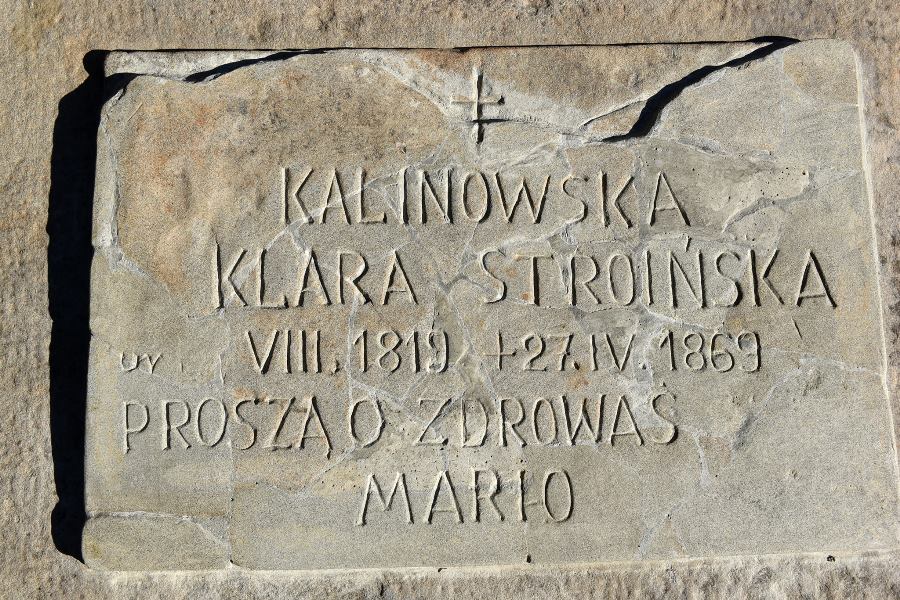 KALINOWSKA
KLARA STROIŃSKA
VIII. 1819 +27.IV. 1869
PROSZĄ O ZDROWAŚ
MARIO